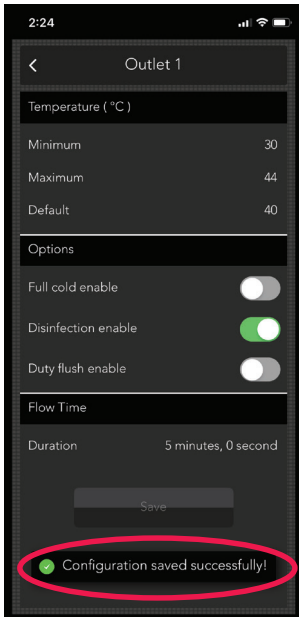 2:24
Outlet 1
Temperature ( °C )
Minimum 30
Maximum 44
Default 40
Options
Full cold enable
Disinfection enable
Duty flush enable
Flow Time
Duration 5 minutes, 0 second
Save
Configuration saved successfully!